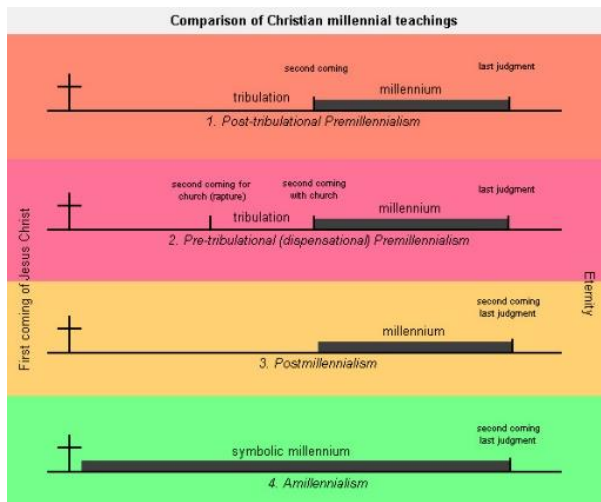 Comparison of Christian millennial teachings
second coming
last judgment
tribulation
millennium
1. Post-tribulational Premillennialism
second coming for
church (rapture)
second coming
with church
last judgment
tribulation
millennium
2. Pre-tribulational (dispensational) Premillennialism
First coming of Jesus Christ
Eternity
second coming
last judgment
millennium
3. Postmillennialism
second coming
last judgment
symbolic millennium
4. Amillennialism